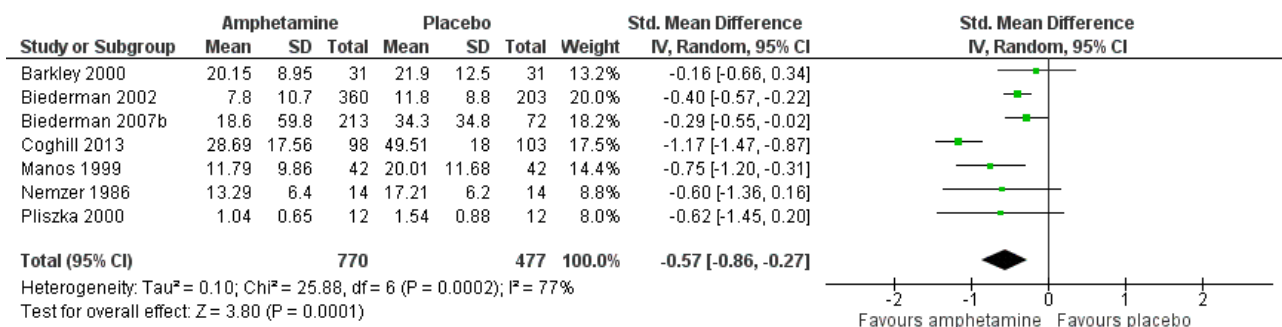 Amphetamine Placebo Std. Mean Difference Std. Mean Difference
Study or Subgroup Mean SD Total Mean SD Total Weight IV, Random, 95% CI IV, Random, 95% CI
Barkley 2000 20.15 8.95 31 21.9 12.5 31 13.2% -0.16 [-0.66, 0.34]
Biederman 2002 7.8 10.7 360 11.8 8.8 203 20.0% -0.40 [-0.57, -0.22]
Biederman 2007b 18.6 59.8 213 34.3 34.8 72 18.2% -0.29 [-0.55, -0.02]
Coghill 2013 28.69 17.56 98 49.51 18 103 17.5% -1.17 [-1.47, -0.87]
Manos 1999 11.79 9.86 42 20.01 11.68 42 14.4% -0.75 [-1.20, -0.31]
Nemzer 1986 13.29 6.4 14 17.21 6.2 14 8.8% -0.60 [-1.36, 0.16]
Pliszka 2000 1.04 0.65 12 1.54 0.88 12 8.0% -0.62 [-1.45, 0.20]
Total (95% CI) 770 477 100.0% -0.57 [-0.86, -0.27]
Heterogeneity: Tau² = 0.10; Chi² = 25.88, df = 6 (P = 0.0002); I² = 77%
Test for overall effect: Z = 3.80 (P = 0.0001)
-2 -1 0 1 2
Favours amphetamine Favours placebo